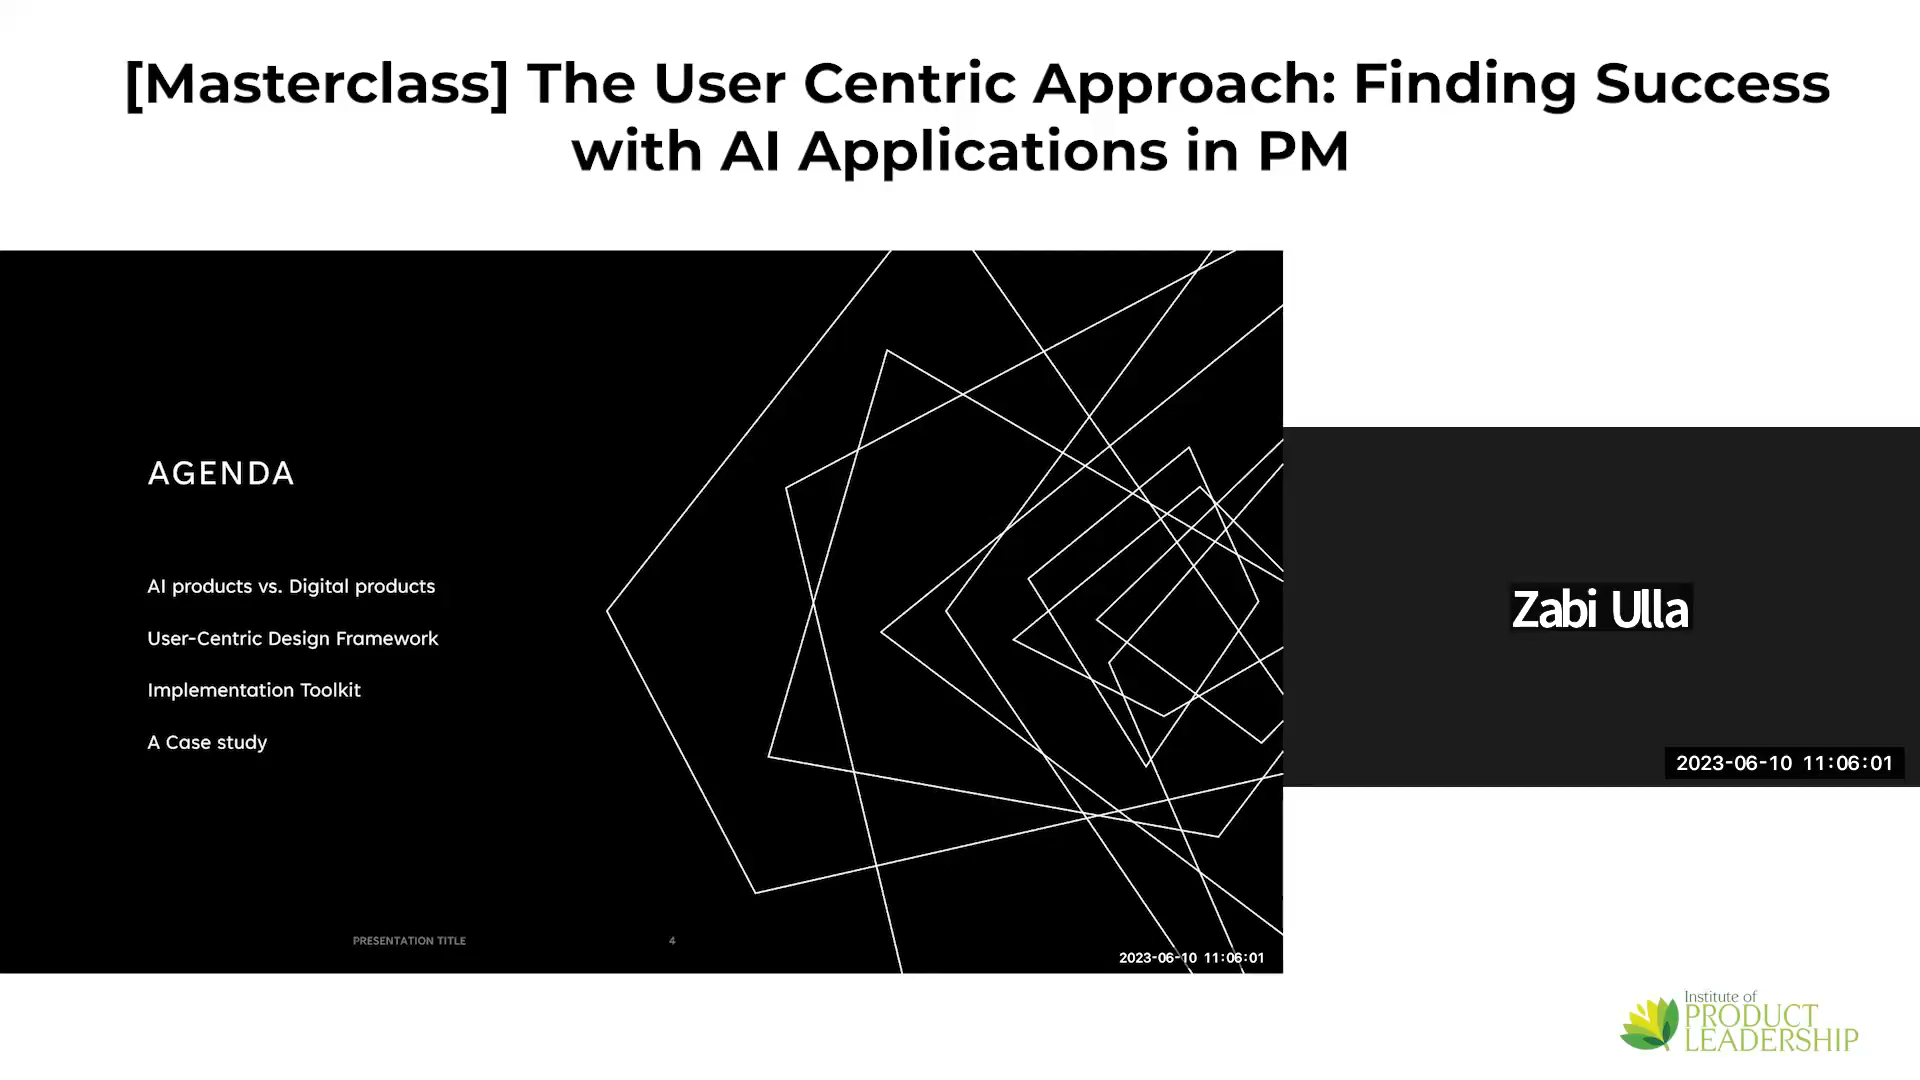 [Masterclass] The User Centric Approach: Finding Success
with AI Applications in PM
AGENDA
AI products vs. Digital products
User-Centric Design Framework
Implementation Toolkit
A Case study
PRESENTATION TITLE
4
2023-06-10 11:06:01
Zabi Ulla
2023-06-10 11:06:01
Institute of
PRODUCT
LEADERSHIP